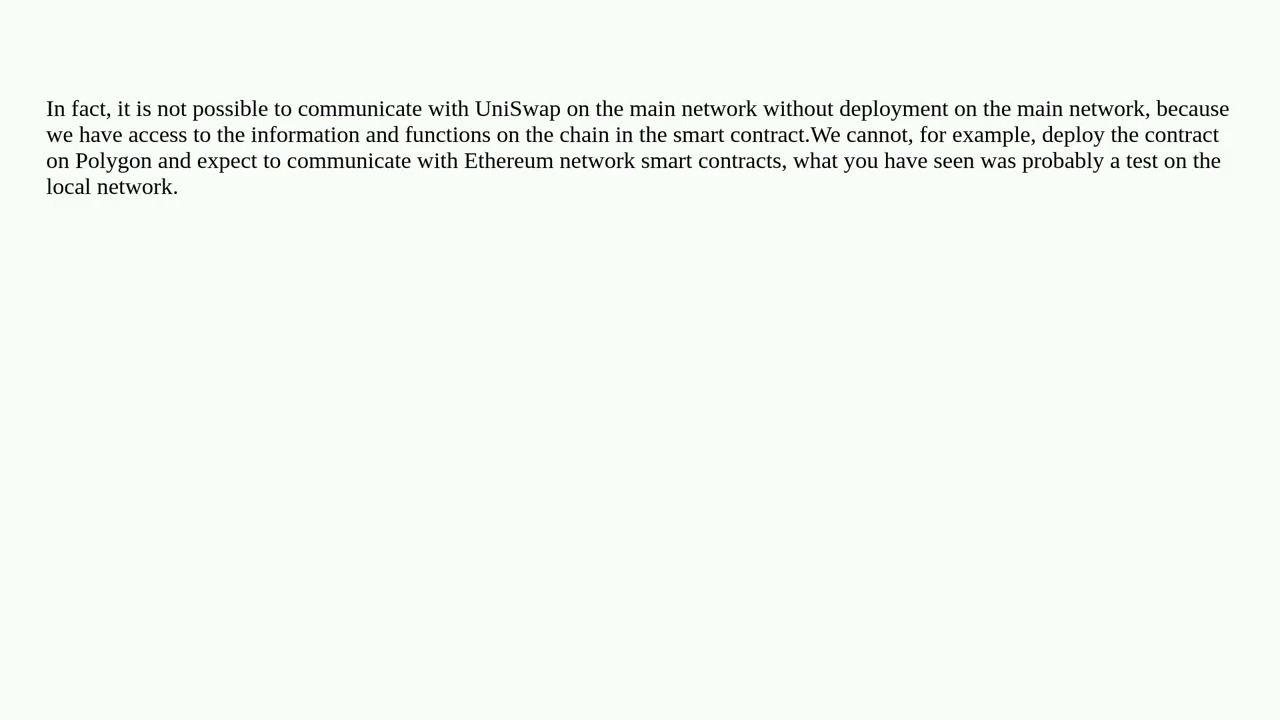 In fact, it is not possible to communicate with UniSwap on the main network without deployment on the main network, because
we have access to the information and functions on the chain in the smart contract.We cannot, for example, deploy the contract
on Polygon and expect to communicate with Ethereum network smart contracts, what you have seen was probably a test on the
local network.